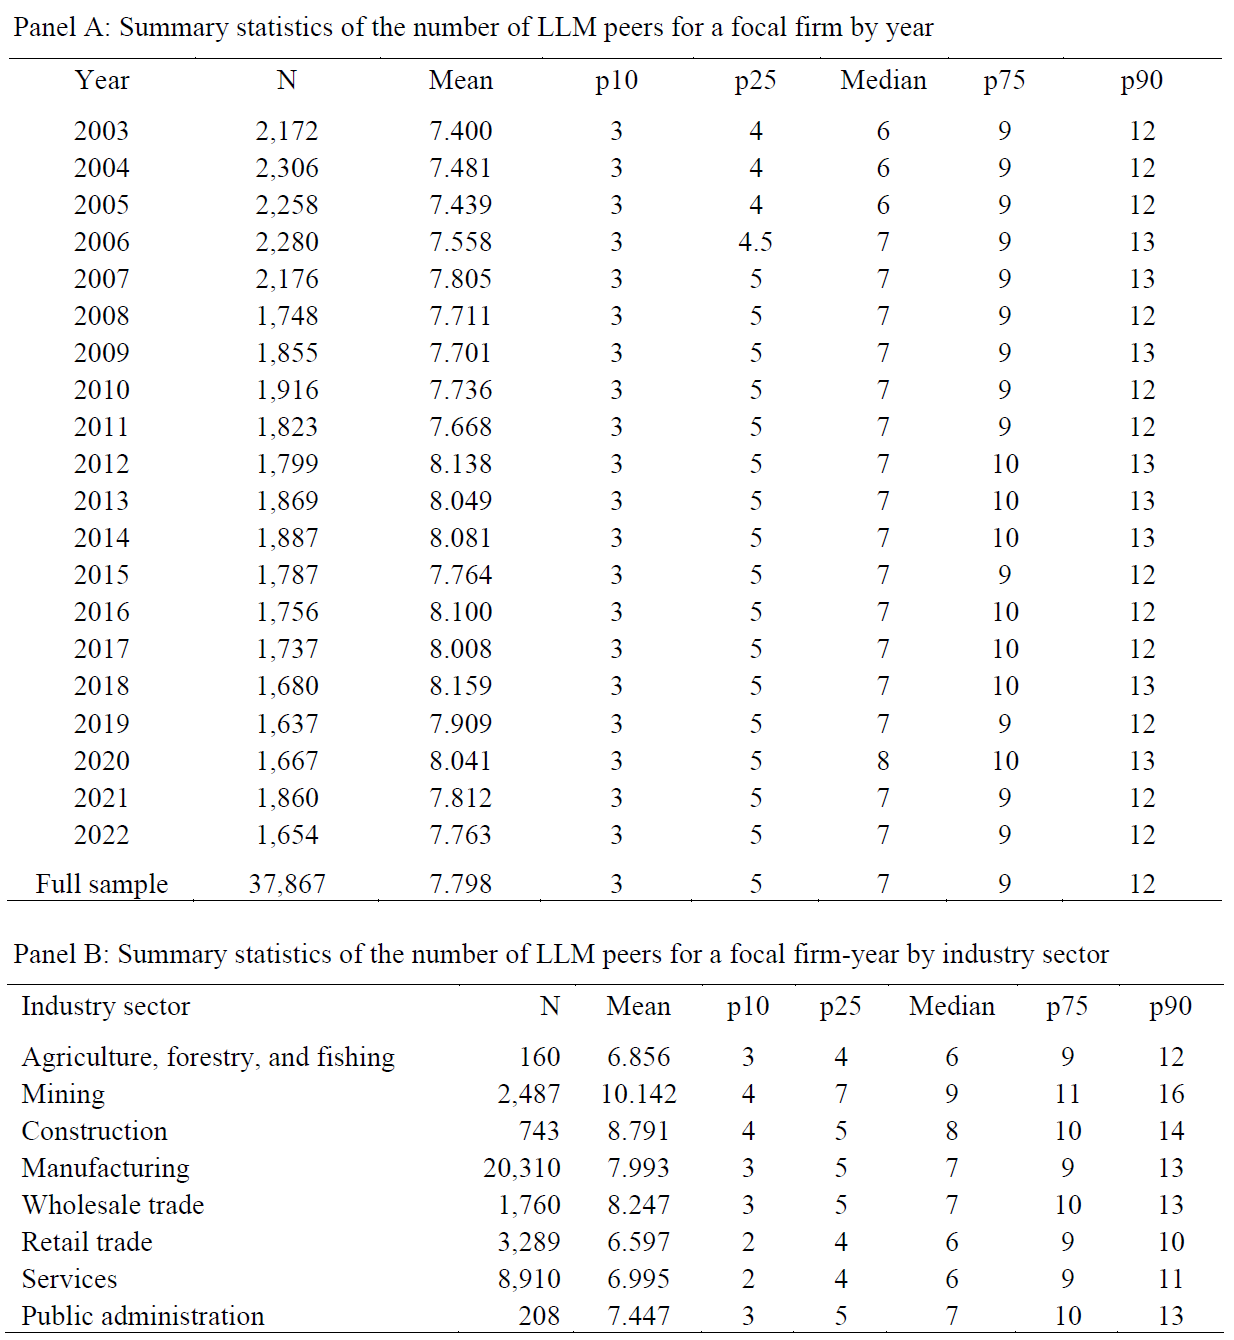 Panel A: Summary statistics of the number of LLM peers for a focal firm by year
Year N Mean p10 p25 Median p75 p90
2003 2,172 7.400 3 4 6 9 12
2004 2,306 7.481 3 4 6 9 12
2005 2,258 7.439 3 4 6 9 12
2006 2,280 7.558 3 4.5 7 9 13
2007 2,176 7.805 3 5 7 9 13
2008 1,748 7.711 3 5 7 9 12
2009 1,855 7.701 3 5 7 9 13
2010 1,916 7.736 3 5 7 9 12
2011 1,823 7.668 3 5 7 9 12
2012 1,799 8.138 3 5 7 10 13
2013 1,869 8.049 3 5 7 10 13
2014 1,887 8.081 3 5 7 10 13
2015 1,787 7.764 3 5 7 9 12
2016 1,756 8.100 3 5 7 10 12
2017 1,737 8.008 3 5 7 10 12
2018 1,680 8.159 3 5 7 10 13
2019 1,637 7.909 3 5 7 9 12
2020 1,667 8.041 3 5 8 10 13
2021 1,860 7.812 3 5 7 9 12
2022 1,654 7.763 3 5 7 9 12
Full sample 37,867 7.798 3 5 7 9 12
Panel B: Summary statistics of the number of LLM peers for a focal firm-year by industry sector
Industry sector N Mean p10 p25 Median p75 p90
Agriculture, forestry, and fishing 160 6.856 3 4 6 9 12
Mining 2,487 10.142 4 7 9 11 16
Construction 743 8.791 4 5 8 10 14
Manufacturing 20,310 7.993 3 5 7 9 13
Wholesale trade 1,760 8.247 3 5 7 10 13
Retail trade 3,289 6.597 2 4 6 9 10
Services 8,910 6.995 2 4 6 9 11
Public administration 208 7.447 3 5 7 10 13